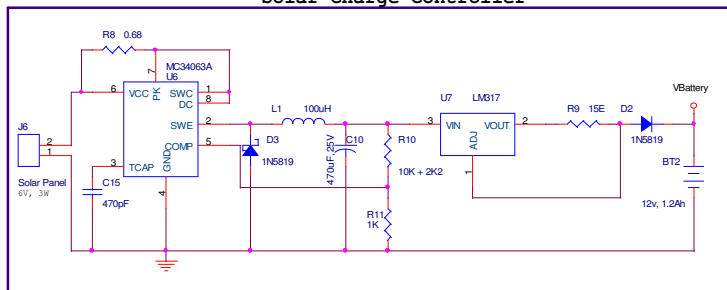 Solar Charge Controller
R8 0.68
MC34063A
U6
7
PK
6
VCC
SWC
1
DC
8
L1
100uH
U7
LM317
R9
15E
D2
VBattery
J6
2
1
SWE
2
COMP
5
3
VIN
VOUT
2
ADJ
1
1N5819
3
TCAP
GND
4
D3
1N5819
470uF,25V
C10
R10
10K + 2K2
BT2
Solar Panel
6V, 3W
C15
470pF
R11
1K
12v, 1.2Ah